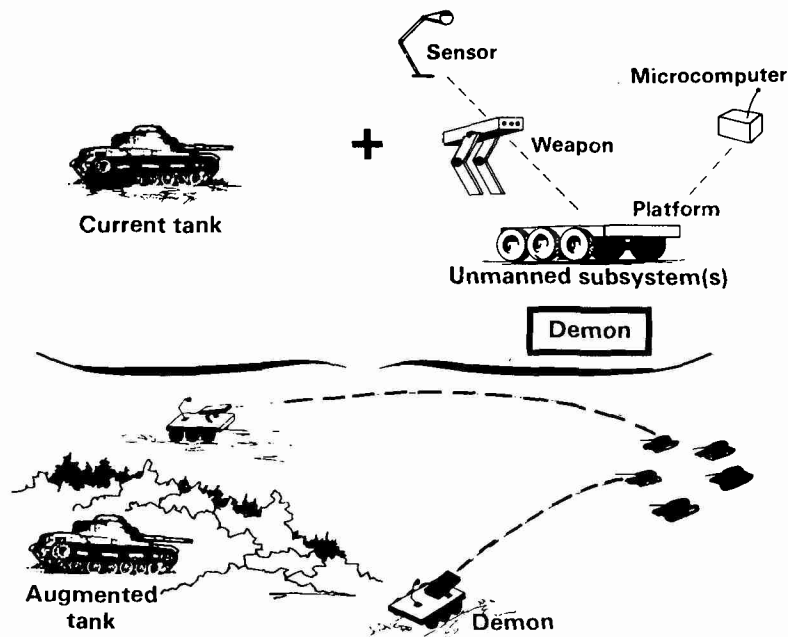 Sensor
Microcomputer
+
Weapon
Current tank
Platform
Unmanned subsystem(s)
Demon
Augmented
tank
Demon